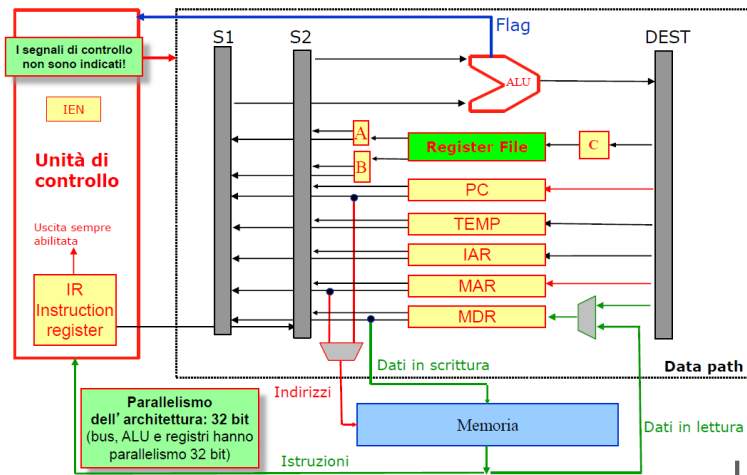 S1
S2
Flag
DEST
I segnali di controllo
non sono indicati!
ALU
IEN
A
Register File
C
B
Unità di
controllo
PC
Uscita sempre
abilitata
TEMP
IAR
IR
Instruction
register
MAR
MDR
Dati in scrittura
Data path
Parallelismo
dell'architettura: 32 bit
(bus, ALU e registri hanno
parallelismo 32 bit)
Indirizzi
Memoria
Dati in lettura
Istruzioni